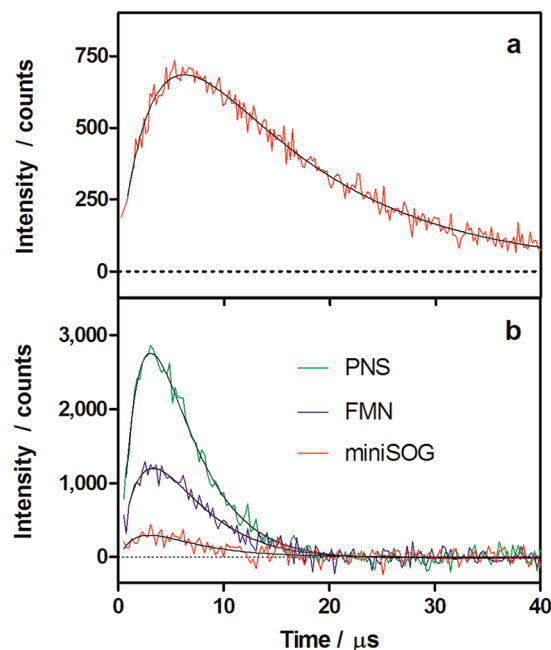 a
750
500
250
0
Intensity / counts
b
3,000
2,000
1,000
0
Intensity / counts
PNS
FMN
miniSOG
0 10 20 30 40
Time / μs